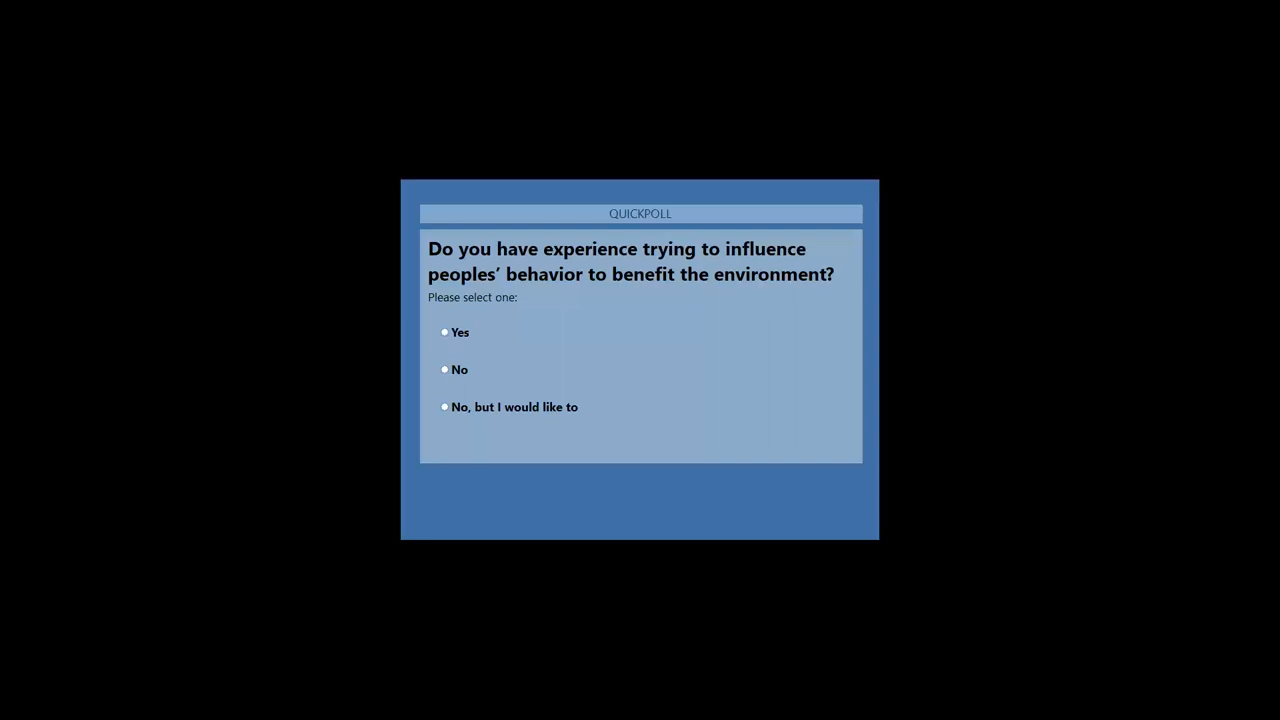 QUICKPOLL
Do you have experience trying to influence
peoples’ behavior to benefit the environment?
Please select one:
Yes
No
No, but I would like to